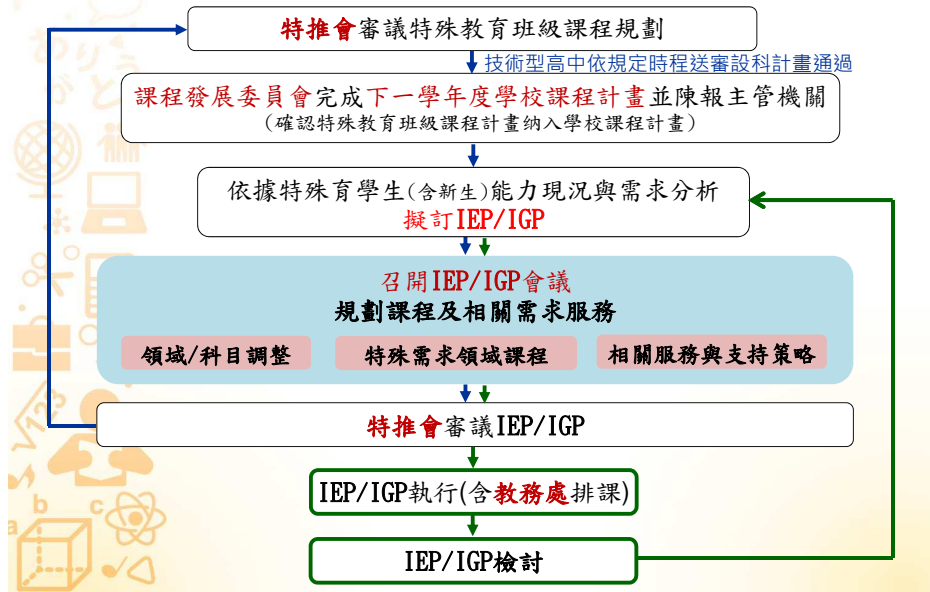 特推會審議特殊教育班級課程規劃
技術型高中依規定時程送審設科計畫通過
課程發展委員會完成下一學年度學校課程計畫並陳報主管機關
（確認特殊教育班級課程計畫纳入學校課程計畫）
依據特殊育學生(含新生)能力現況與需求分析
擬訂IEP/IGP
召開IEP/IGP會議
規劃課程及相關需求服務
領域/科目調整
特殊需求領域課程
相關服務與支持策略
特推會審議IEP/IGP
IEP/IGP執行(含教務處排課)
IEP/IGP檢討
おりがと
う
√123
a b c